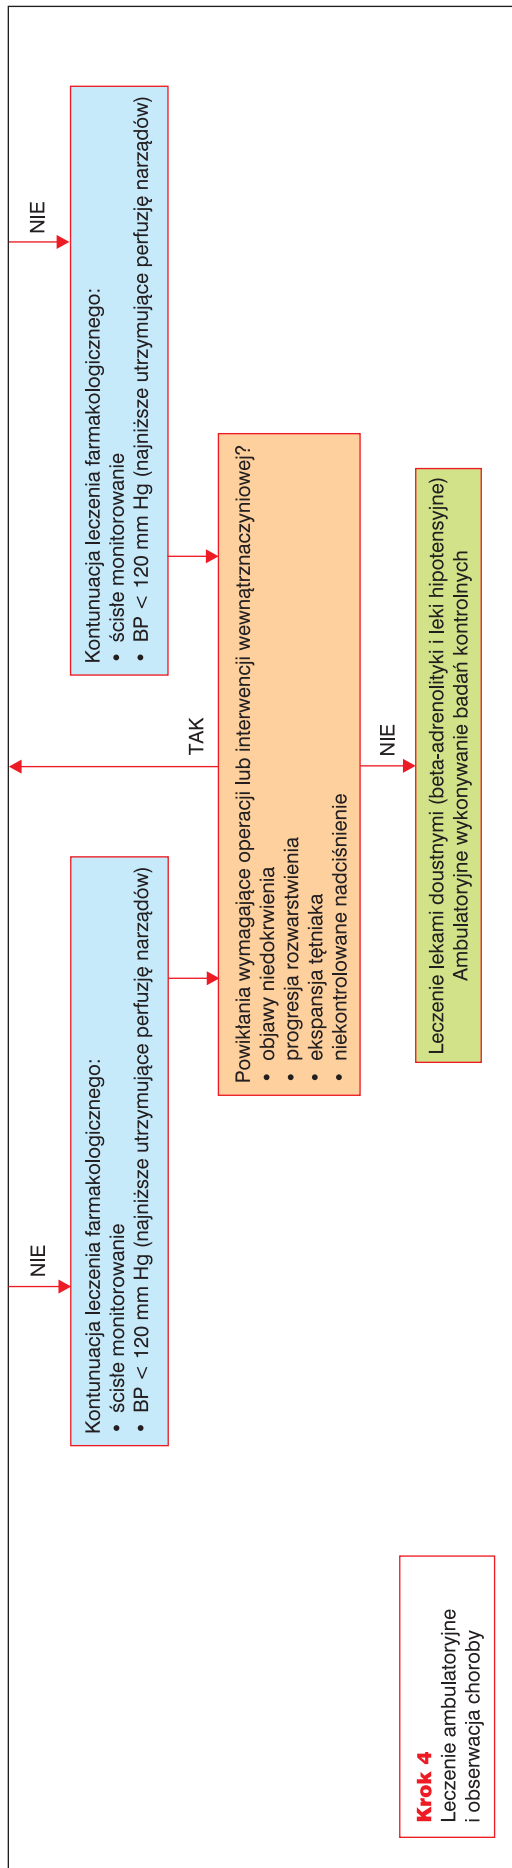 NIE
Kontunuacja leczenia farmakologicznego:
• ścisłe monitorowanie
• BP < 120 mm Hg (najniższe utrzymujące perfuzję narządów)
NIE
Kontunuacja leczenia farmakologicznego:
• ścisłe monitorowanie
• BP < 120 mm Hg (najniższe utrzymujące perfuzję narządów)
TAK
Powikłania wymagające operacji lub interwencji wewnątrznaczyniowej?
• objawy niedokrwienia
• progresja rozwarstwienia
• ekspansja tętniaka
• niekontrolowane nadciśnienie
NIE
Krok 4
Leczenie ambulatoryjne
i obserwacja choroby
Leczenie lekami doustnymi (beta-adrenolityki i leki hipotensyjne)
Ambulatoryjne wykonywanie badań kontrolnych